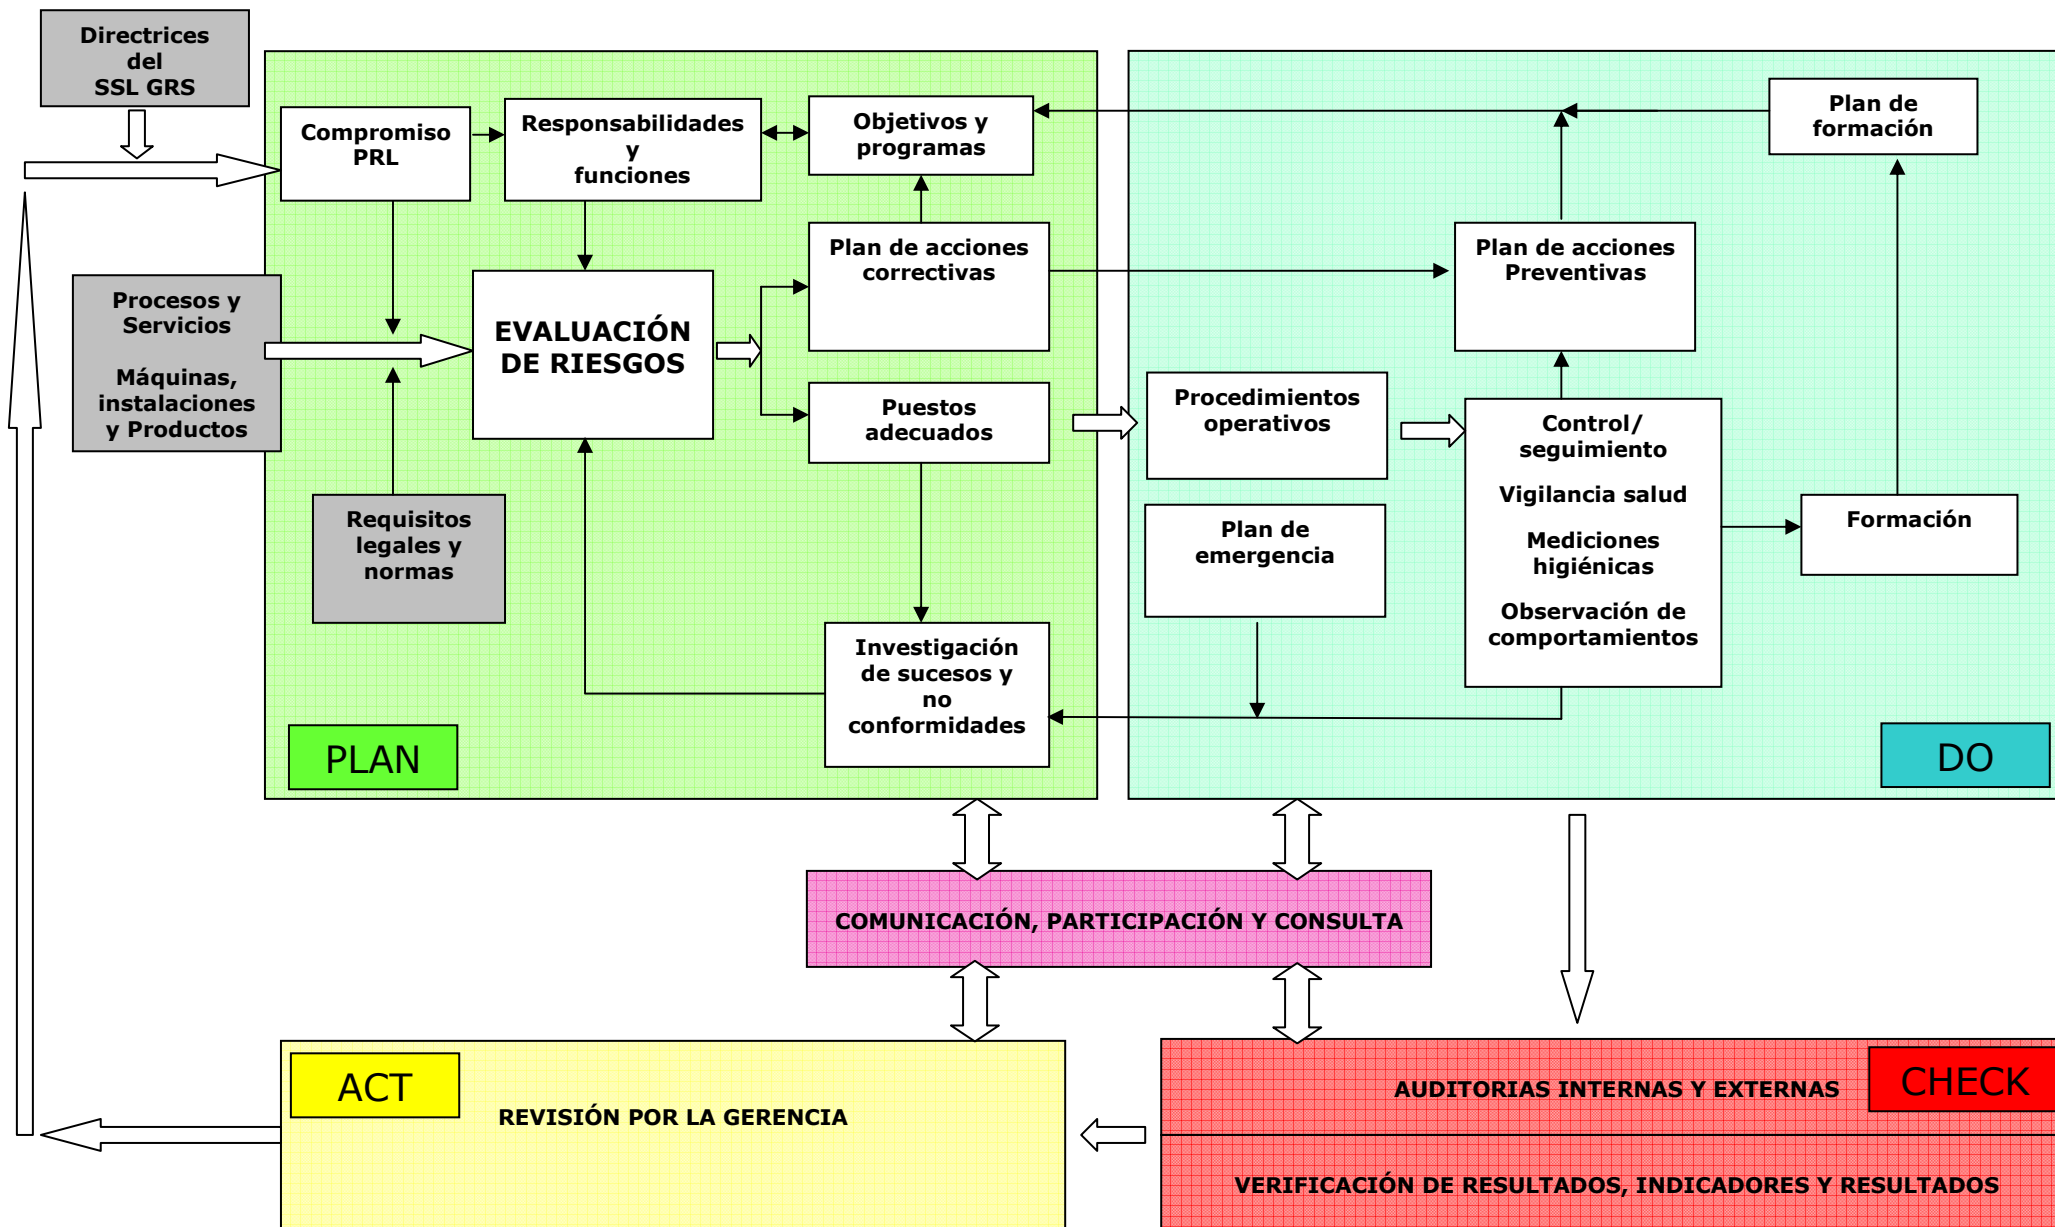 Directrices
del
SSL GRS
Compromiso
PRL
Responsabilidades
y
funciones
Objetivos y
programas
Plan de
formación
Plan de acciones
correctivas
Plan de acciones
Preventivas
Procesos y
Servicios
Máquinas,
instalaciones
y Productos
EVALUACIÓN
DE RIESGOS
Puestos
adecuados
Procedimientos
operativos
Control/
seguimiento
Vigilancia salud
Mediciones
higiénicas
Observación de
comportamientos
Requisitos
legales y
normas
Plan de
emergencia
Formación
Investigación
de sucesos y
no
conformidades
PLAN
DO
COMUNICACIÓN, PARTICIPACIÓN Y CONSULTA
ACT
REVISIÓN POR LA GERENCIA
AUDITORIAS INTERNAS Y EXTERNAS
CHECK
VERIFICACIÓN DE RESULTADOS, INDICADORES Y RESULTADOS